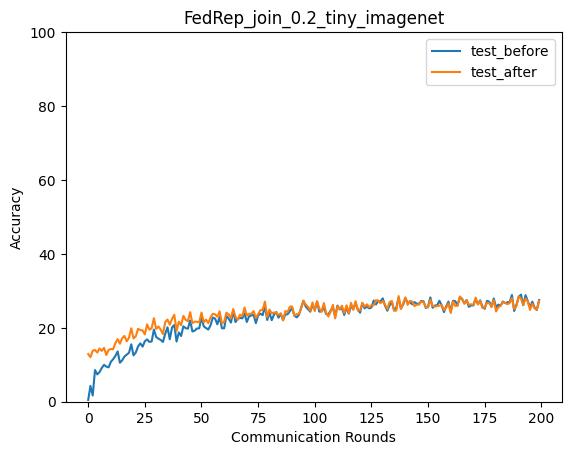 FedRep_join_0.2_tiny_imagenet
100
80
60
40
20
0
Accuracy
test_before
test_after
0 25 50 75 100 125 150 175 200
Communication Rounds